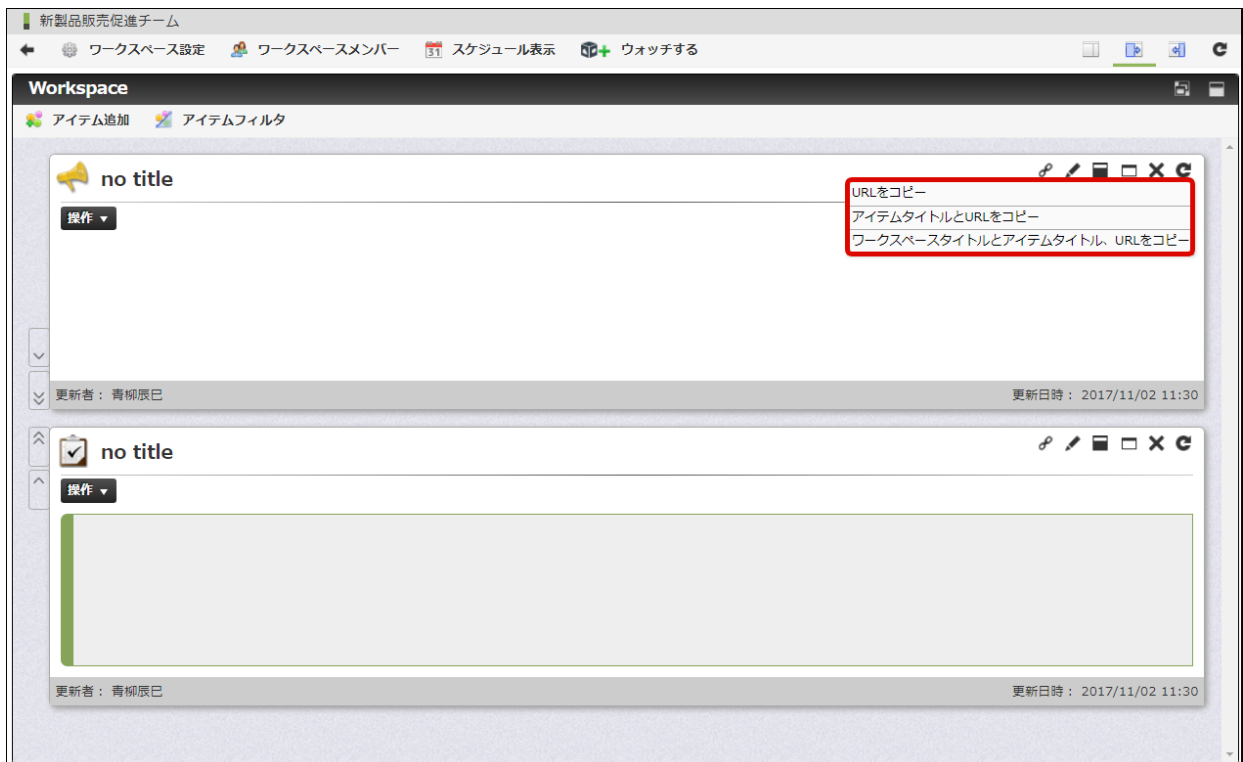 新製品販売促進チーム
ワークスペース設定 ワークスペースメンバー 31 スケジュール表示 ウォッチする
Workspace
アイテム追加 アイテムフィルタ
no title
URLをコピー
操作 ▼ アイテムタイトルとURLをコピー
ワークスペースタイトルとアイテムタイトル、URLをコピー
更新者： 青柳辰巳 更新日時： 2017/11/02 11:30
no title
操作 ▼
更新者： 青柳辰巳 更新日時： 2017/11/02 11:30